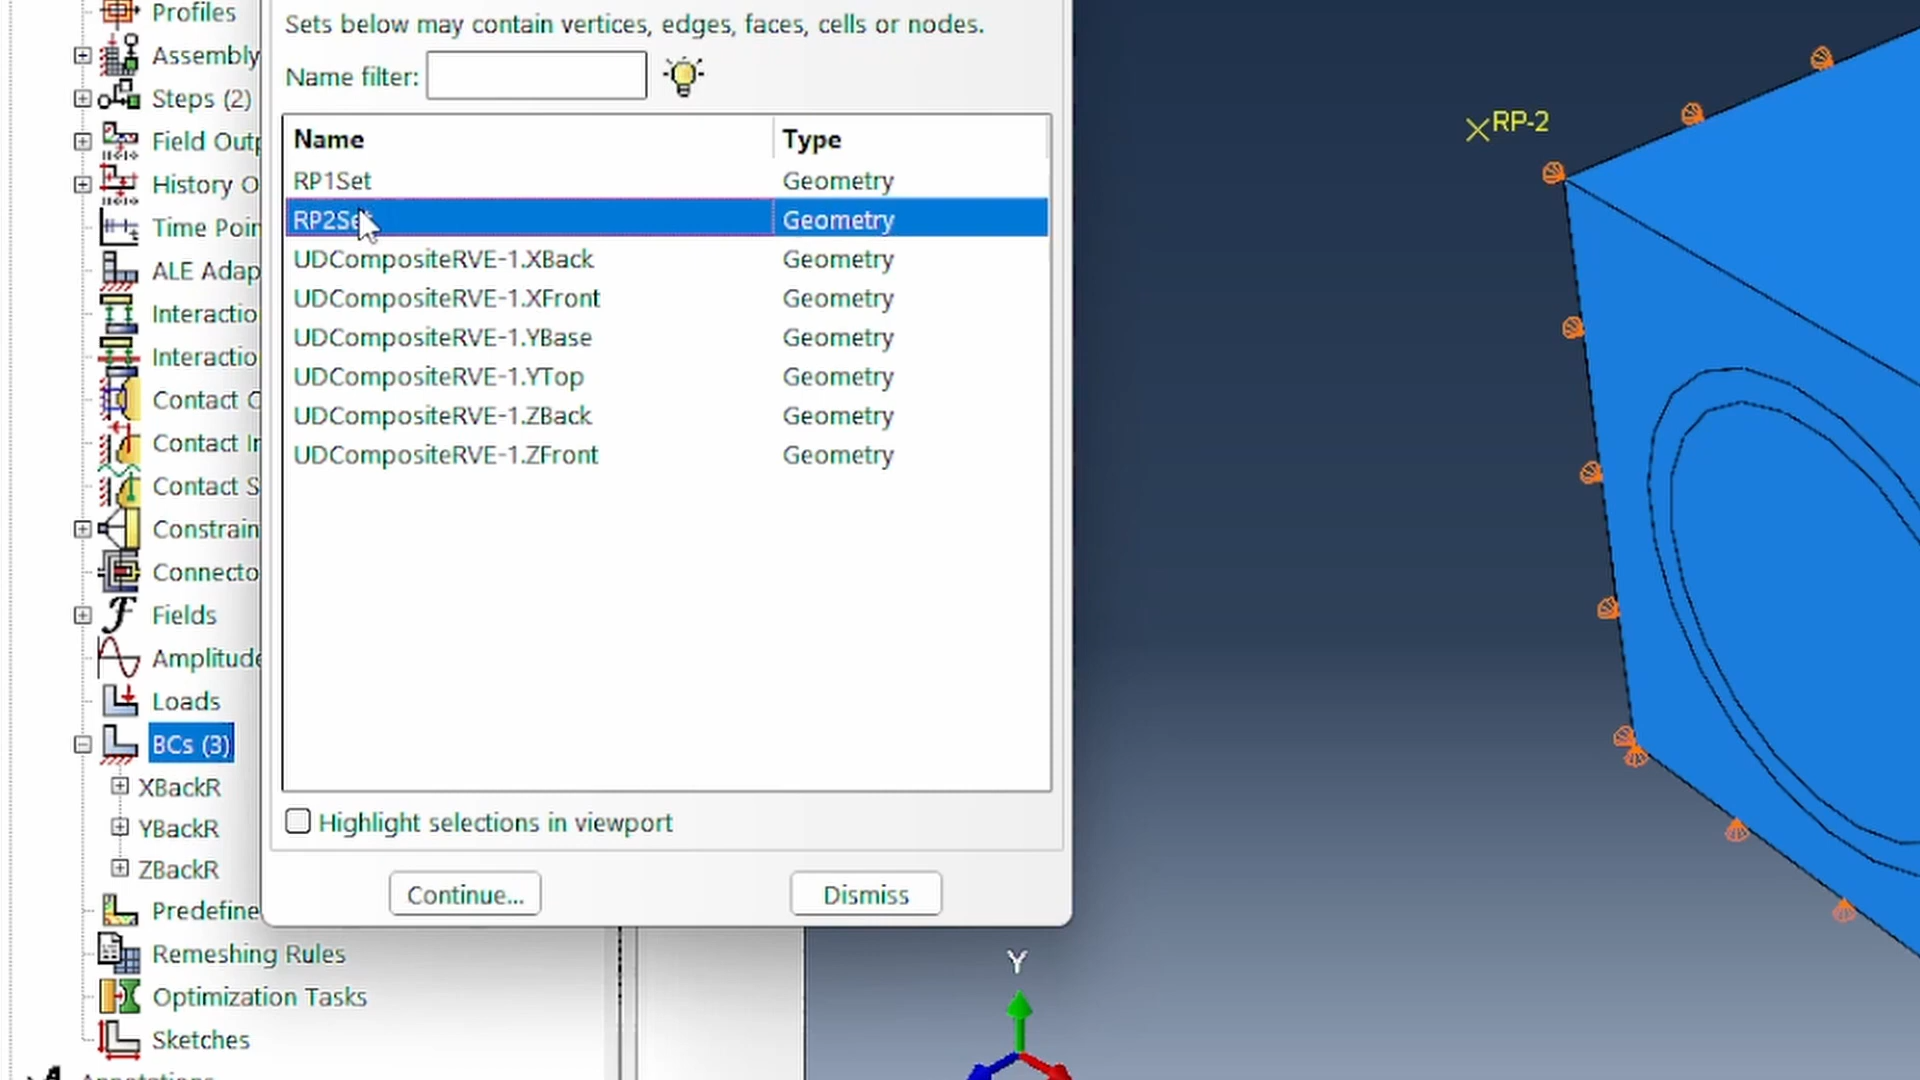 Profiles
Assembly
Steps (2)
Field Outp
History O
Time Poin
ALE Adap
Interactio
Interactio
Contact C
Contact In
Contact S
Constrain
Connecto
Fields
Amplitude
Loads
BCs (3)
XBackR
YBackR
ZBackR
Predefine
Remeshing Rules
Optimization Tasks
Sketches
Annotations
Sets below may contain vertices, edges, faces, cells or nodes.
Name filter:
Name Type
RP1Set Geometry
RP2Set Geometry
UDCompositeRVE-1.XBack Geometry
UDCompositeRVE-1.XFront Geometry
UDCompositeRVE-1.YBase Geometry
UDCompositeRVE-1.YTop Geometry
UDCompositeRVE-1.ZBack Geometry
UDCompositeRVE-1.ZFront Geometry
Highlight selections in viewport
Continue... Dismiss
RP-2
Y